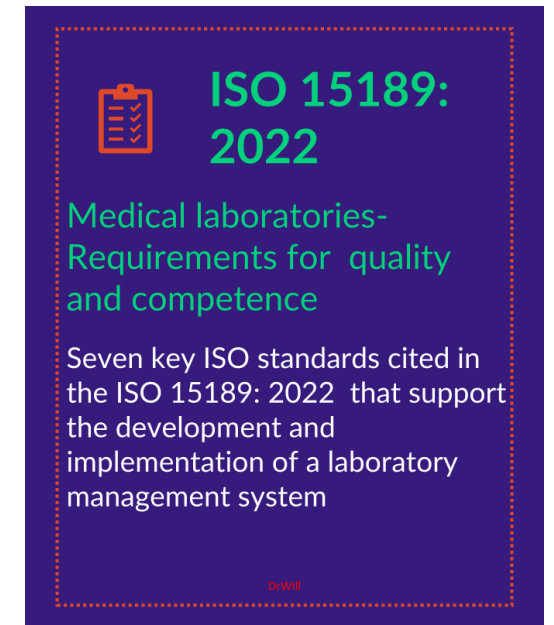 ISO 15189:
2022
Medical laboratories-
Requirements for quality
and competence
Seven key ISO standards cited in
the ISO 15189: 2022 that support
the development and
implementation of a laboratory
management system
DrWill